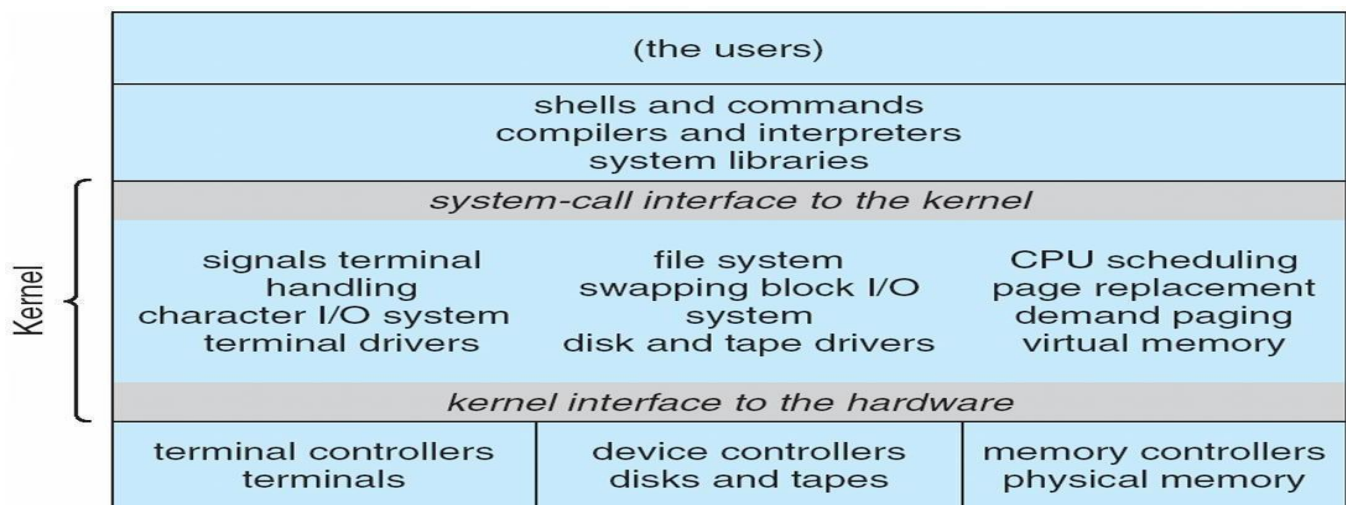 (the users)
shells and commands
compilers and interpreters
system libraries
Kernel
system-call interface to the kernel
signals terminal
handling
character I/O system
terminal drivers
file system
swapping block I/O
system
disk and tape drivers
CPU scheduling
page replacement
demand paging
virtual memory
kernel interface to the hardware
terminal controllers
terminals
device controllers
disks and tapes
memory controllers
physical memory